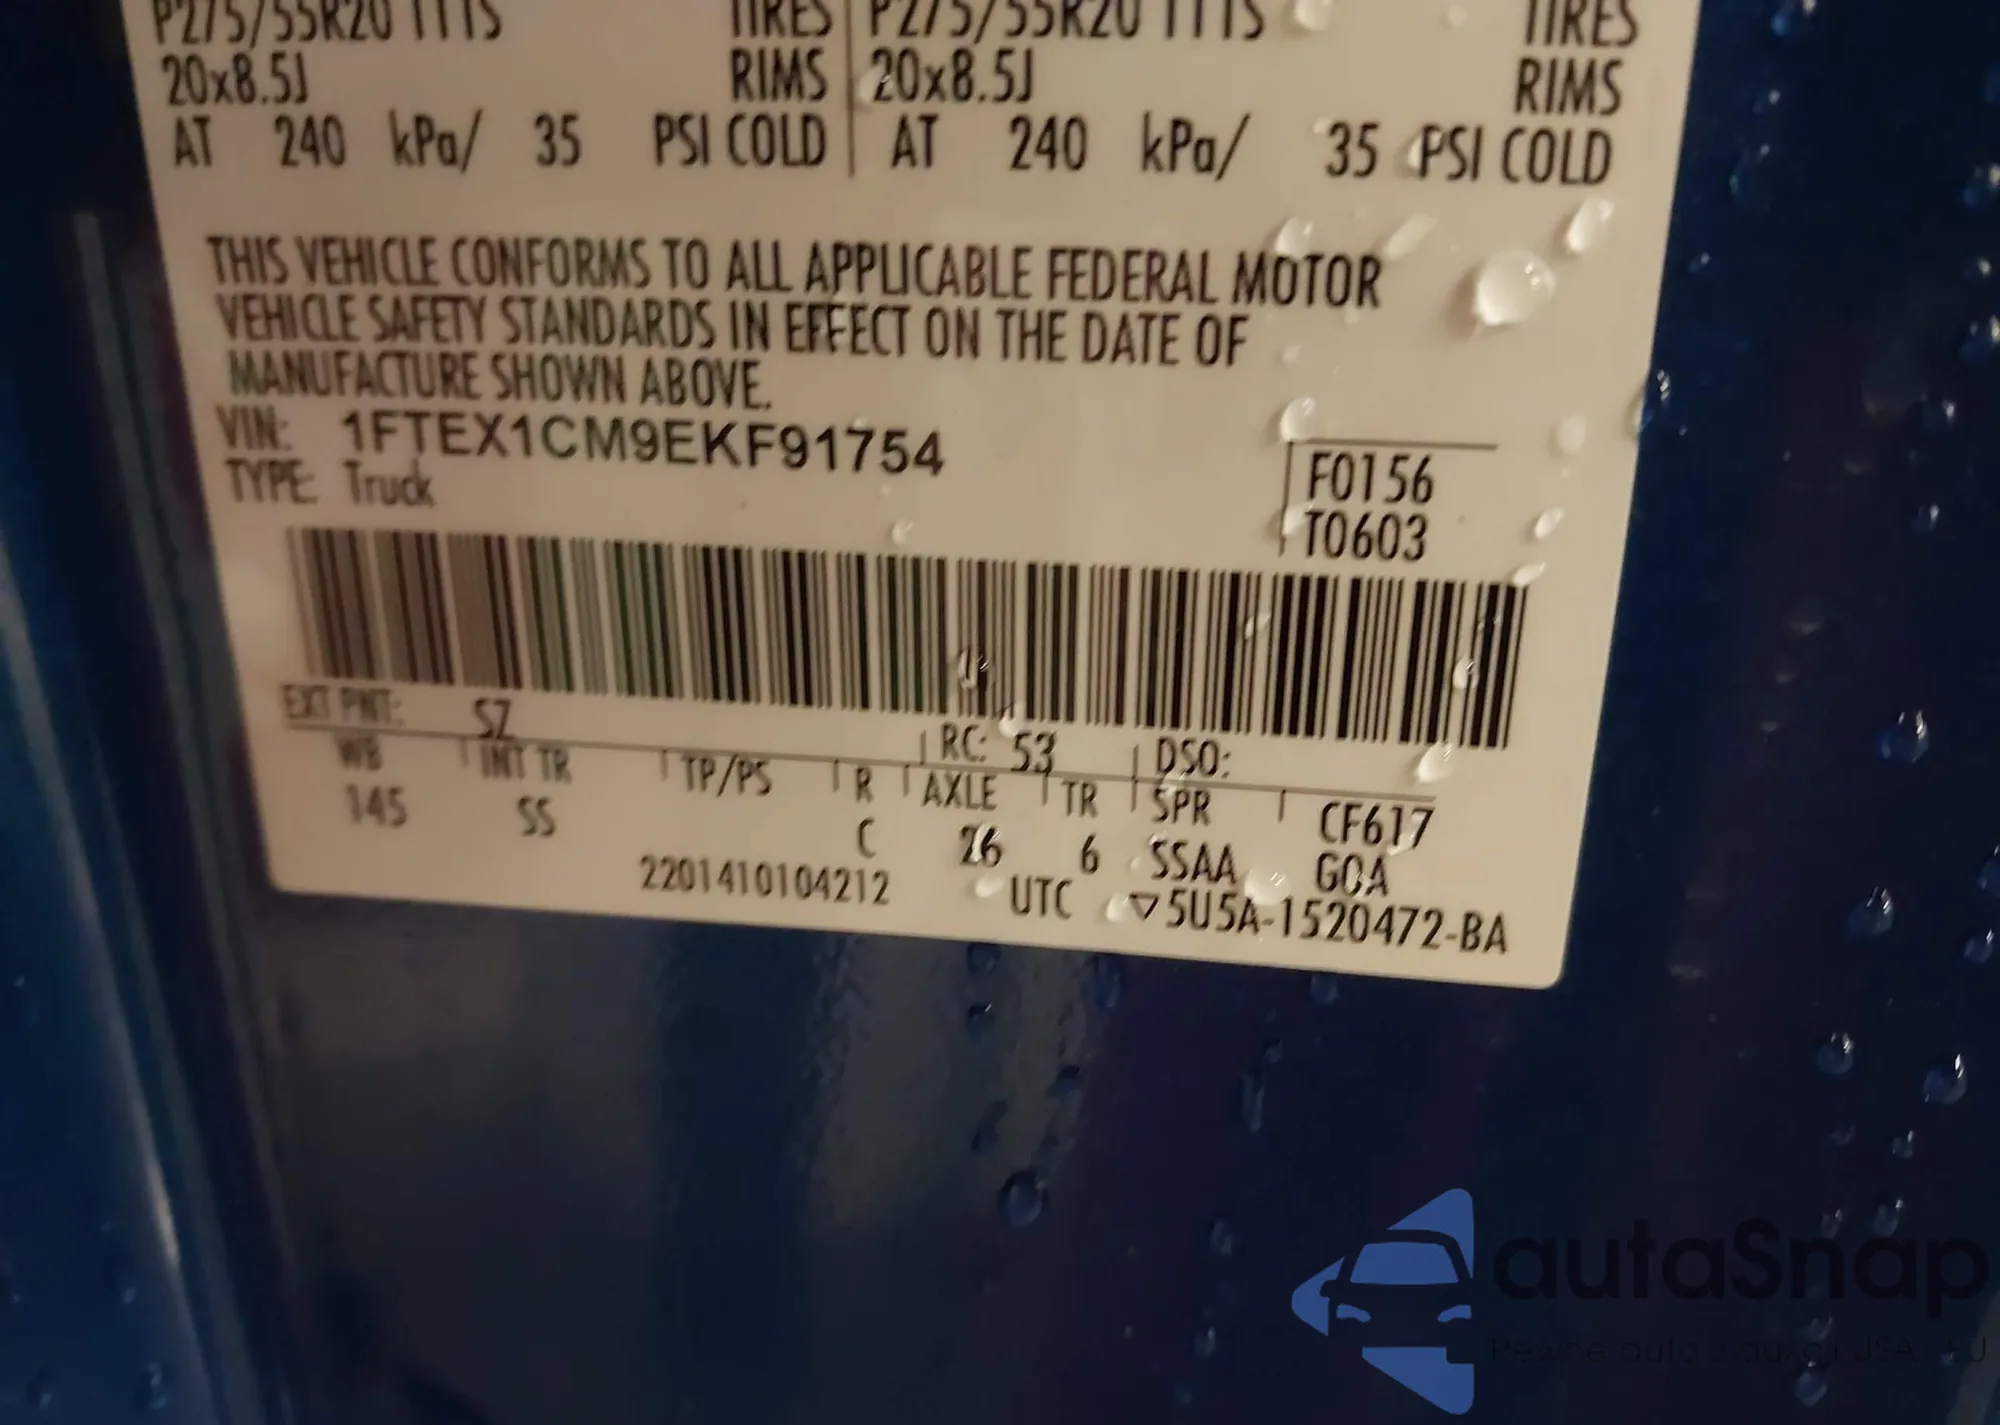 P275/55R20 111S TIRES P275/55R20 111S TIRES
20x8.5J RIMS 20x8.5J RIMS
AT 240 kPa/ 35 PSI COLD AT 240 kPa/ 35 PSI COLD
THIS VEHICLE CONFORMS TO ALL APPLICABLE FEDERAL MOTOR
VEHICLE SAFETY STANDARDS IN EFFECT ON THE DATE OF
MANUFACTURE SHOWN ABOVE.
VIN: 1FTEX1CM9EKF91754
TYPE: Truck
F0156
T0603
EXT PNT: SZ RC: 53 DSO:
WB INT TR TP/PS R AXLE TR SPR CF617
145 SS C 26 6 SSAA GOA
2201410104212 UTC ▽5U5A-1520472-BA
autaSnap